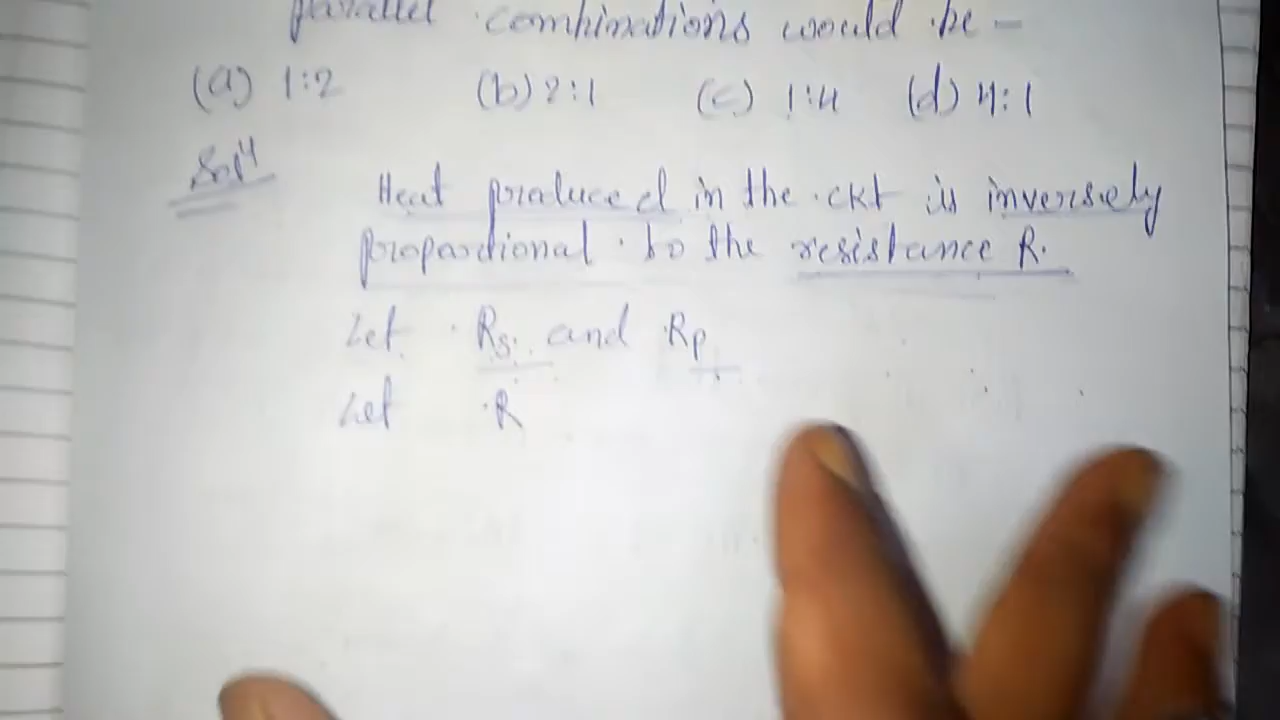 parallel combinations would be -
(a) 1:2 (b) 2:1 (c) 1:4 (d) 4:1
Solⁿ
Heat produced in the ckt is inversely
proportional to the resistance R.
Let Rs and Rp
Let R